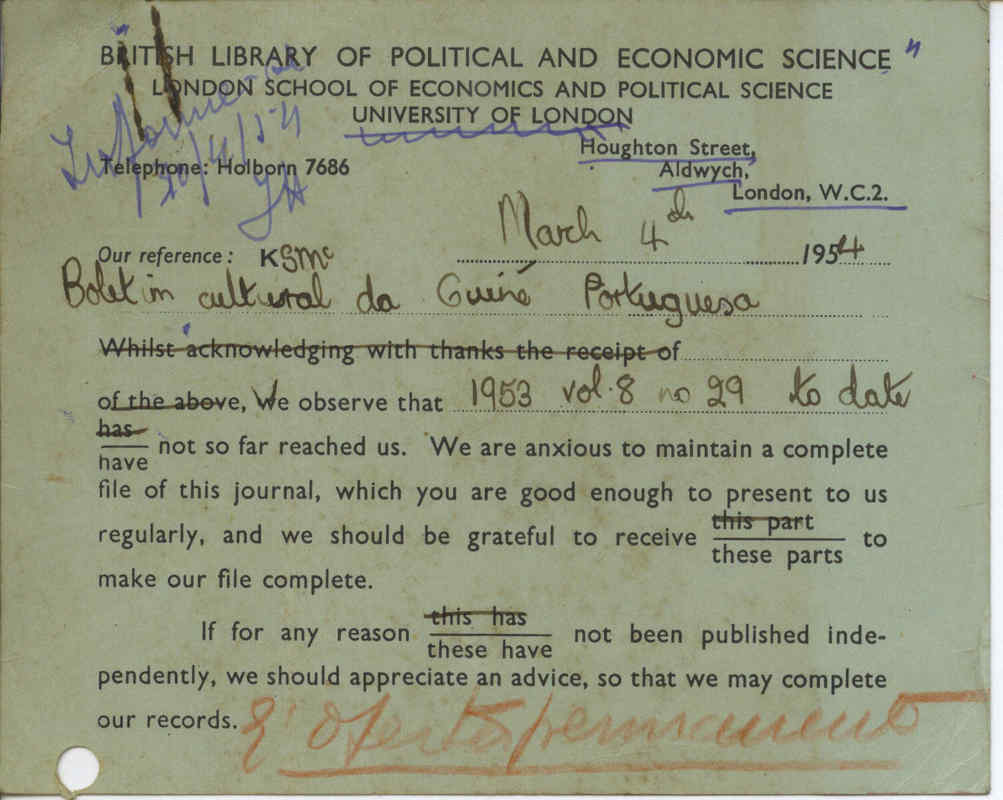 BRITISH LIBRARY OF POLITICAL AND ECONOMIC SCIENCE "
LONDON SCHOOL OF ECONOMICS AND POLITICAL SCIENCE
UNIVERSITY OF LONDON
Houghton Street,
Telephone: Holborn 7686
Aldwych,
London, W.C.2.
March 4th 1954
Our reference: KSMc
Boletim cultural da Guiné Portuguesa
Whilst acknowledging with thanks the receipt of
of the above, We observe that 1953 vol.8 no 29 to date
has
have not so far reached us. We are anxious to maintain a complete
file of this journal, which you are good enough to present to us
regularly, and we should be grateful to receive this part
these parts to
make our file complete.
If for any reason this has
these have not been published inde-
pendently, we should appreciate an advice, so that we may complete
our records. É oferta permanente